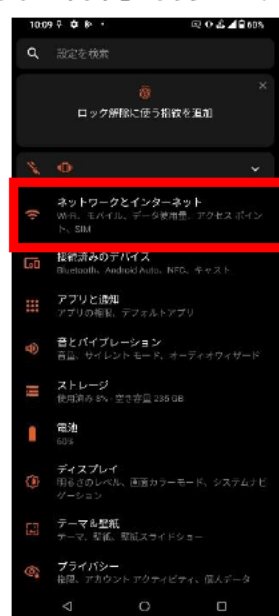 10:09
60%
設定を検索
ロック解除に使う指紋を追加
ネットワークとインターネット
Wi-Fi、モバイル、データ使用量、アクセス ポイン
ト、SIM
接続済みのデバイス
Bluetooth、Android Auto、NFC、キャスト
アプリと通知
アプリの権限、デフォルトアプリ
音とバイブレーション
音量、サイレント モード、オーディオウィザード
ストレージ
使用済み 8% - 空き容量 235 GB
電池
60%
ディスプレイ
明るさのレベル、画面カラーモード、システムナビ
ゲーション
テーマ&壁紙
テーマ、壁紙、壁紙スライドショー
プライバシー
権限、アカウント アクティビティ、個人データ